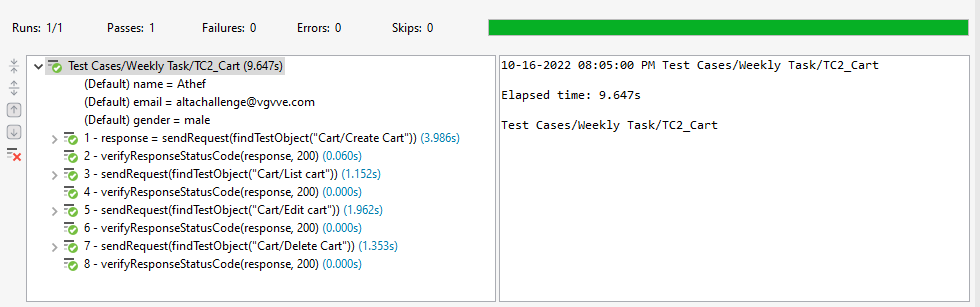 Runs: 1/1 Passes: 1 Failures: 0 Errors: 0 Skips: 0
Test Cases/Weekly Task/TC2_Cart (9.647s)
(Default) name = Athef
(Default) email = altachallenge@vgvve.com
(Default) gender = male
1 - response = sendRequest(findTestObject("Cart/Create Cart")) (3.986s)
2 - verifyResponseStatusCode(response, 200) (0.060s)
3 - sendRequest(findTestObject("Cart/List cart")) (1.152s)
4 - verifyResponseStatusCode(response, 200) (0.000s)
5 - sendRequest(findTestObject("Cart/Edit cart")) (1.962s)
6 - verifyResponseStatusCode(response, 200) (0.000s)
7 - sendRequest(findTestObject("Cart/Delete Cart")) (1.353s)
8 - verifyResponseStatusCode(response, 200) (0.000s)
10-16-2022 08:05:00 PM Test Cases/Weekly Task/TC2_Cart
Elapsed time: 9.647s
Test Cases/Weekly Task/TC2_Cart